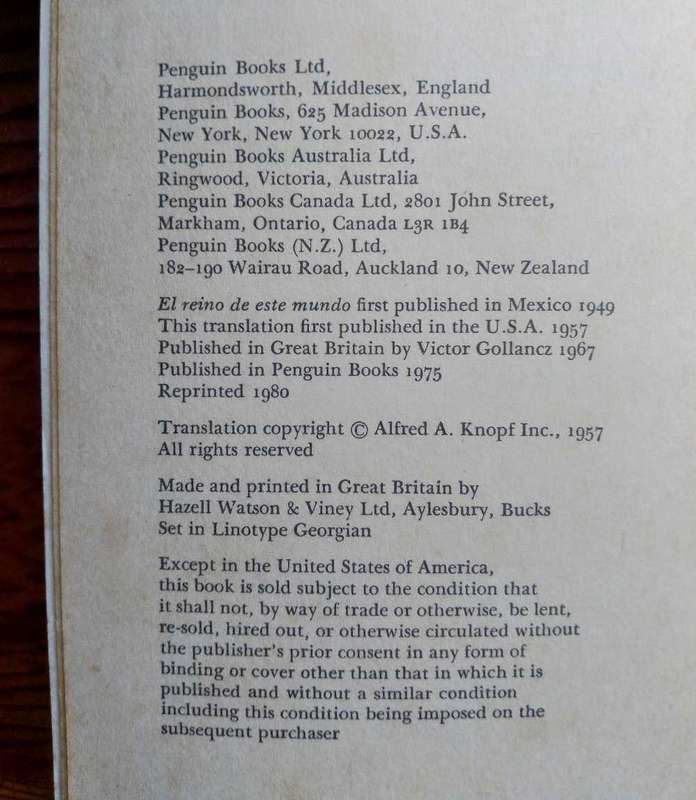 Penguin Books Ltd,
Harmondsworth, Middlesex, England
Penguin Books, 625 Madison Avenue,
New York, New York 10022, U.S.A.
Penguin Books Australia Ltd,
Ringwood, Victoria, Australia
Penguin Books Canada Ltd, 2801 John Street,
Markham, Ontario, Canada L3R 1B4
Penguin Books (N.Z.) Ltd,
182–190 Wairau Road, Auckland 10, New Zealand
El reino de este mundo first published in Mexico 1949
This translation first published in the U.S.A. 1957
Published in Great Britain by Victor Gollancz 1967
Published in Penguin Books 1975
Reprinted 1980
Translation copyright © Alfred A. Knopf Inc., 1957
All rights reserved
Made and printed in Great Britain by
Hazell Watson & Viney Ltd, Aylesbury, Bucks
Set in Linotype Georgian
Except in the United States of America,
this book is sold subject to the condition that
it shall not, by way of trade or otherwise, be lent,
re-sold, hired out, or otherwise circulated without
the publisher's prior consent in any form of
binding or cover other than that in which it is
published and without a similar condition
including this condition being imposed on the
subsequent purchaser